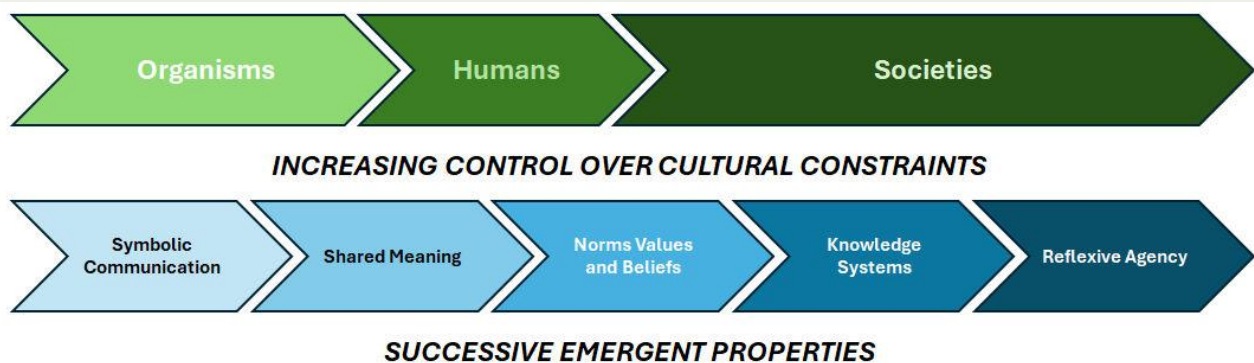 Organisms
Humans
Societies
INCREASING CONTROL OVER CULTURAL CONSTRAINTS
Symbolic
Communication
Shared Meaning
Norms Values
and Beliefs
Knowledge
Systems
Reflexive Agency
SUCCESSIVE EMERGENT PROPERTIES